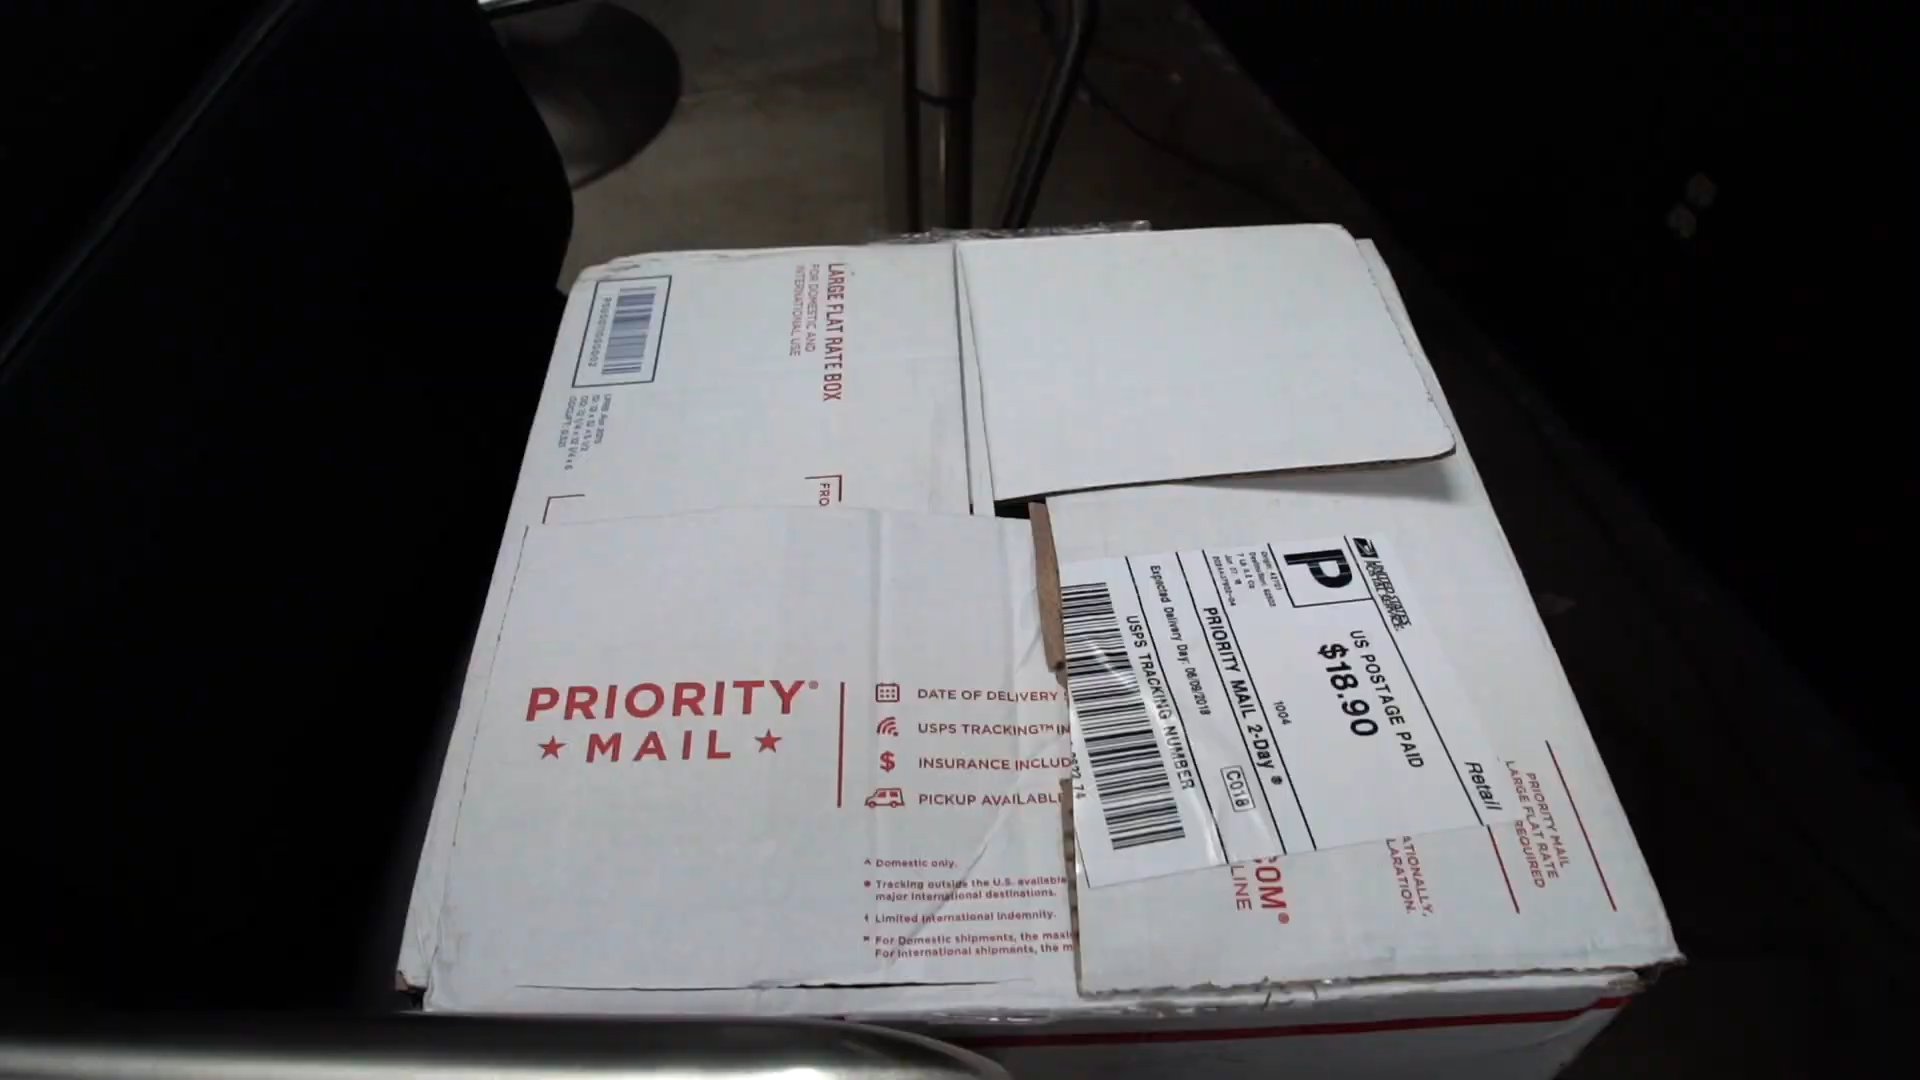 LARGE FLAT RATE BOX
FOR DOMESTIC AND
INTERNATIONAL USE
FRO
PRIORITY®
MAIL
DATE OF DELIVERY
USPS TRACKING™ IN
INSURANCE INCLUD
PICKUP AVAILABL
Domestic only.
Tracking outside the U.S. available
major international destinations.
Limited international indemnity.
For Domestic shipments, the
For International shipments, the m
UNITED STATES
POSTAL SERVICE
P
US POSTAGE PAID
$18.90
Retail
1004
PRIORITY MAIL 2-Day ®
Expected Delivery Day: 06/09/2018
C018
USPS TRACKING NUMBER
OM®
LINE
ATIONALLY,
LARATION.
PRIORITY MAIL
LARGE FLAT RATE
REQUIRED